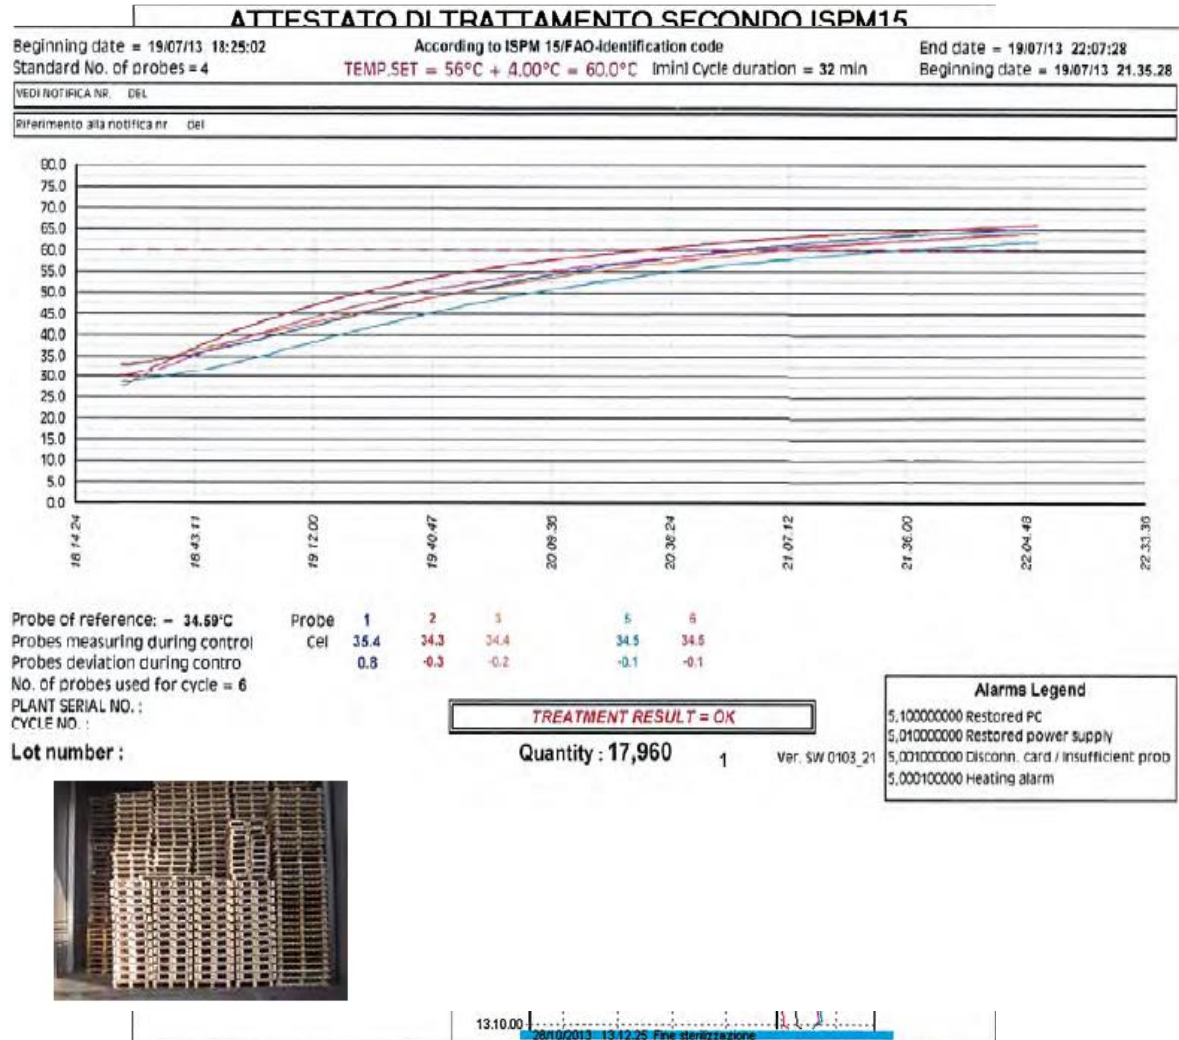 ATTESTATO DI TRATTAMENTO SECONDO ISPM15
Beginning date = 19/07/13 18:25:02
According to ISPM 15/FAO-identification code
End date = 19/07/13 22:07:28
Standard No. of probes = 4
TEMP.SET = 56°C + 4.00°C = 60.0°C (min) Cycle duration = 32 min
Beginning date = 19/07/13 21.35.28
VEDI NOTIFICA NR. DEL
Riferimento alla notifica nr del
80.0
75.0
70.0
65.0
60.0
55.0
50.0
45.0
40.0
35.0
30.0
25.0
20.0
15.0
10.0
5.0
0.0
18.14.24 18.43.11 19.12.00 19.40.47 20.09.36 20.38.24 21.07.12 21.36.00 22.04.48 22.33.36
Probe of reference: - 34.59°C Probe 1 2 3 5 6
Probes measuring during control Cel 35.4 34.3 34.4 34.5 34.5
Probes deviation during contro 0.8 -0.3 -0.2 -0.1 -0.1
No. of probes used for cycle = 6
PLANT SERIAL NO. :
CYCLE NO. :
TREATMENT RESULT = OK
Lot number :
Quantity : 17,960
1
Ver. SW 0103_21
Alarms Legend
5,100000000 Restored PC
5,010000000 Restored power supply
5,001000000 Disconn. card / Insufficient prob
5,000100000 Heating alarm
13.10.00
28/10/2013 13.12.25 Fine sterilizzazione